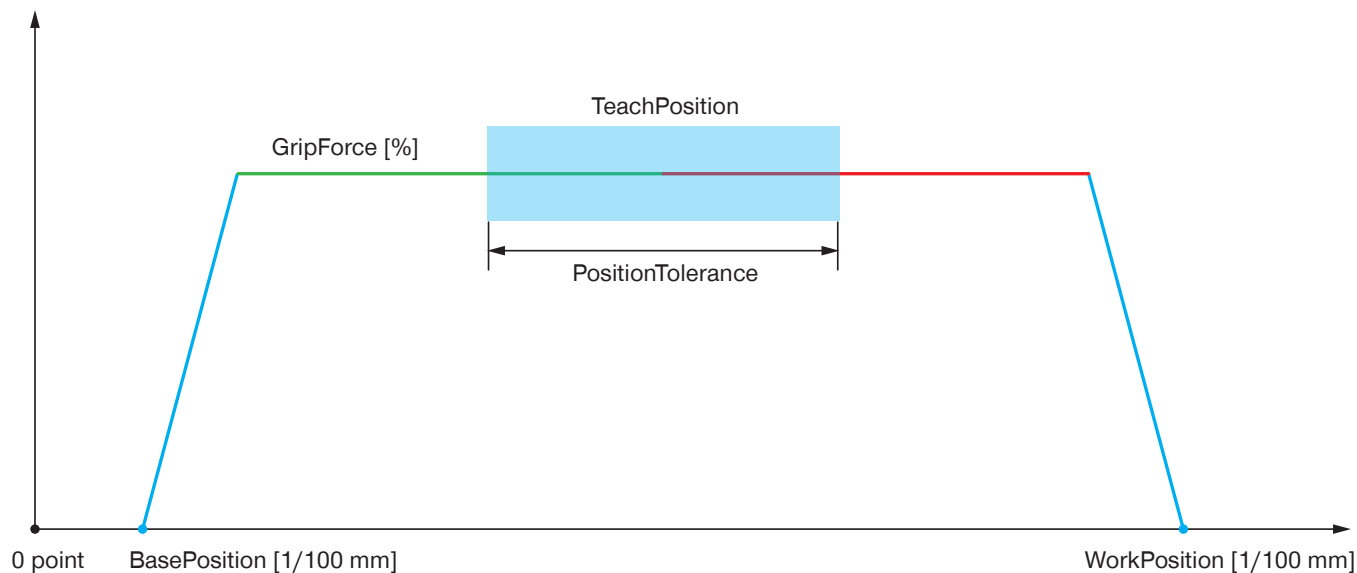 TeachPosition
GripForce [%]
PositionTolerance
0 point
BasePosition [1/100 mm]
WorkPosition [1/100 mm]